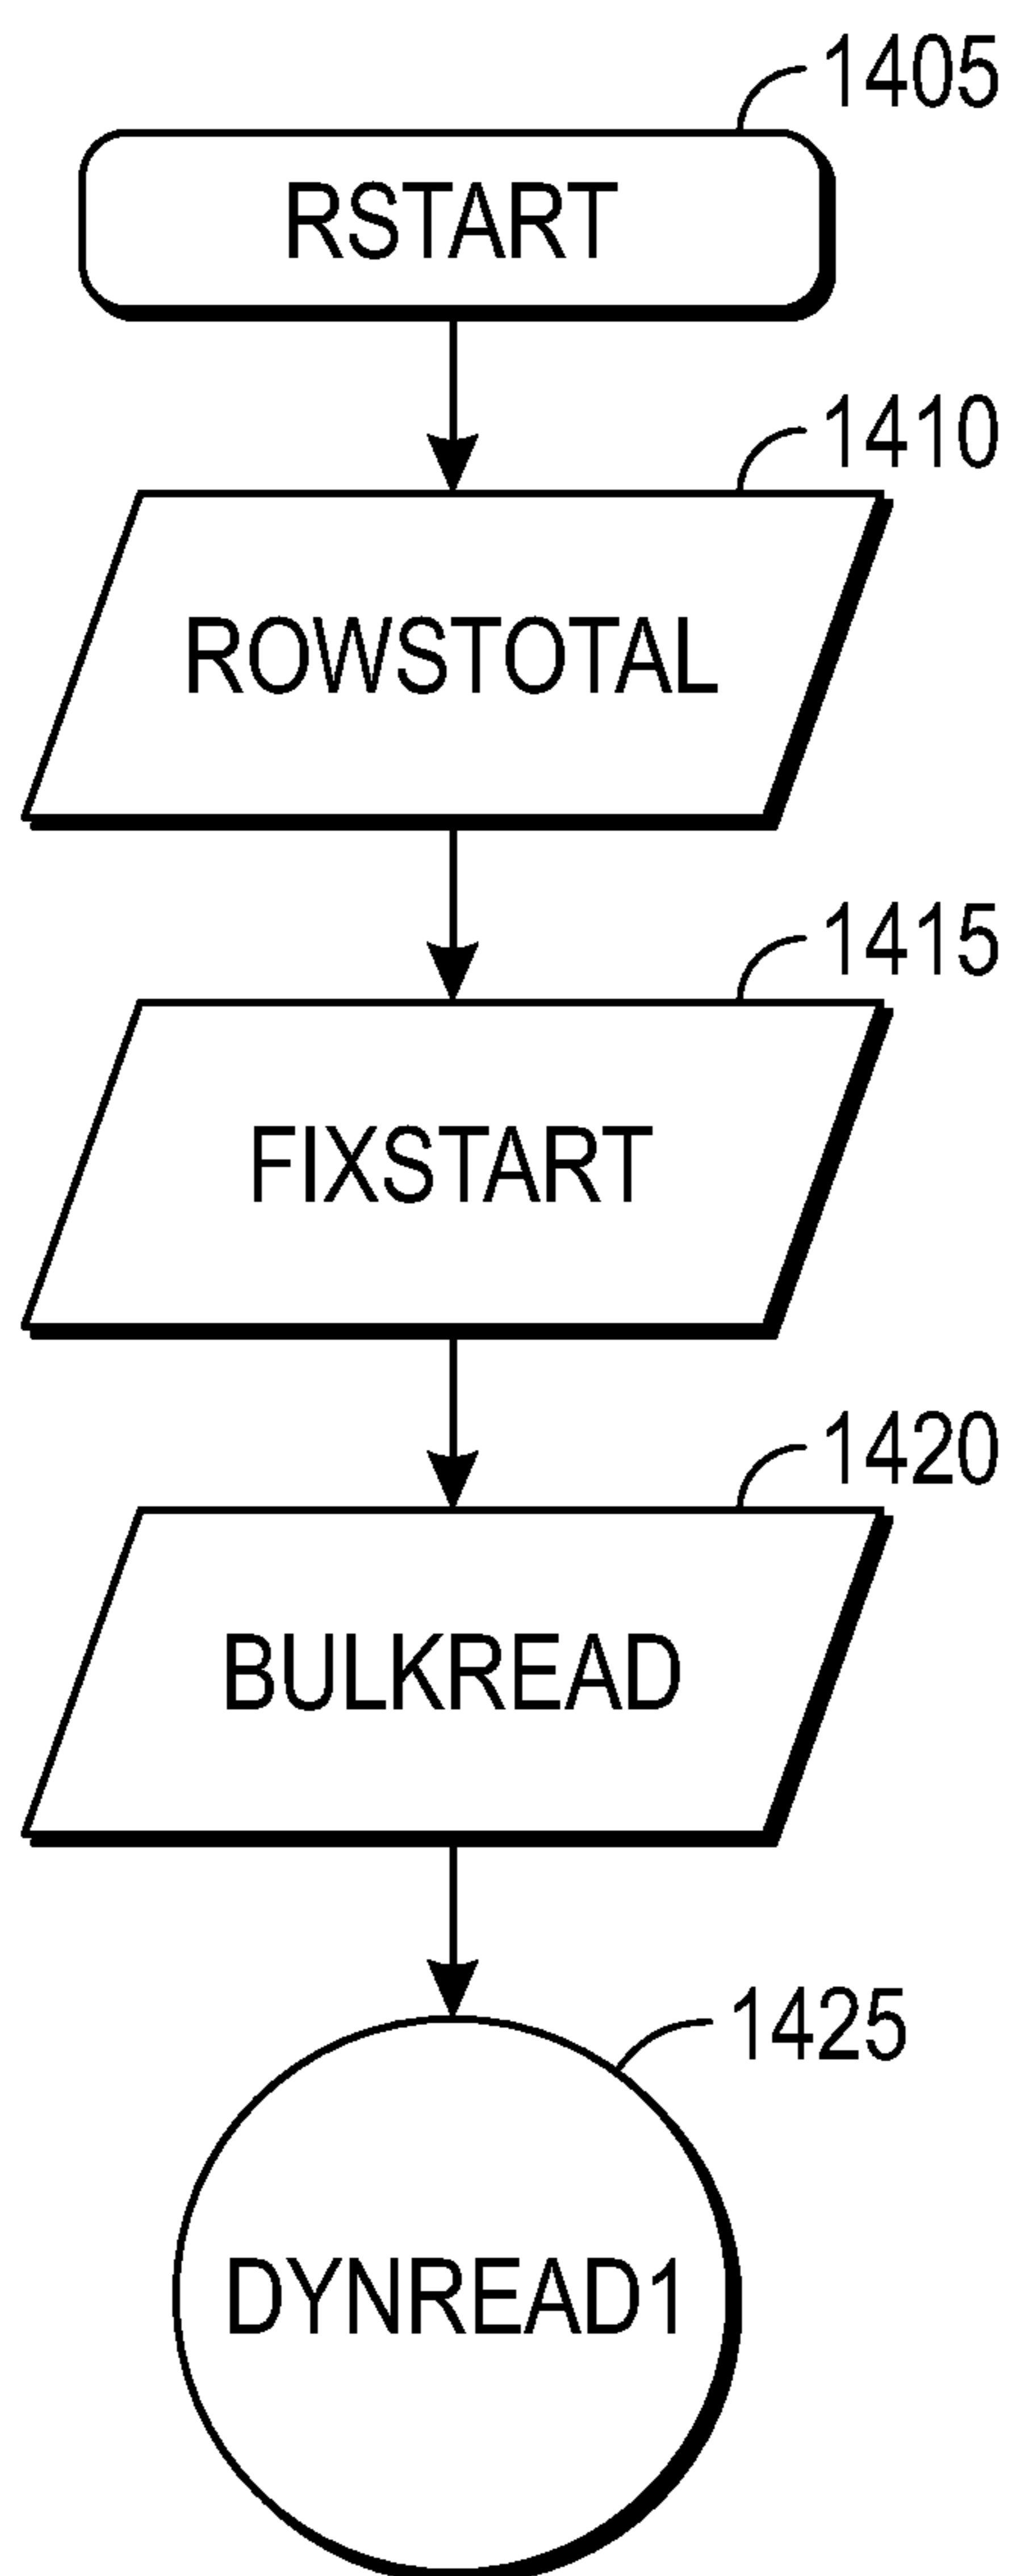 1405
RSTART
1410
ROWSTOTAL
1415
FIXSTART
1420
BULKREAD
1425
DYNREAD1